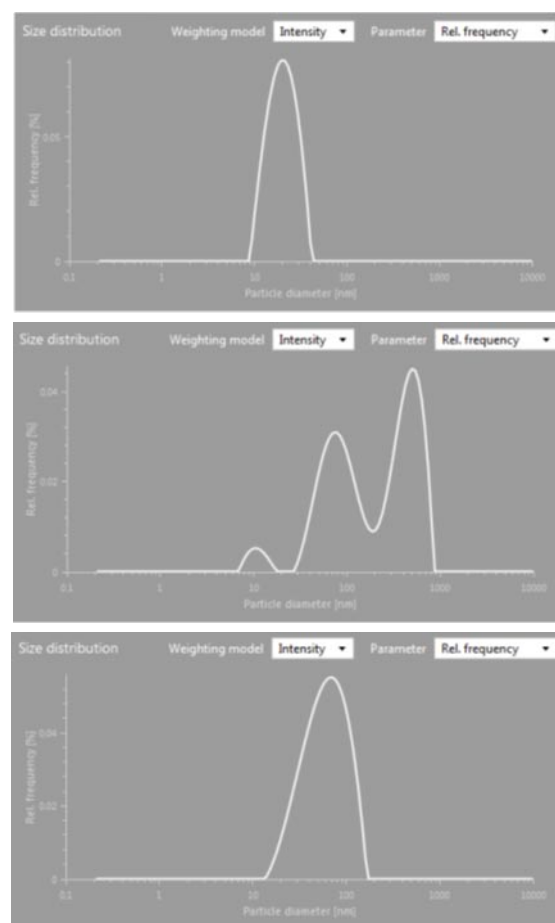 Size distribution Weighting model Intensity Parameter Rel. frequency
Rel. frequency [%]
0.05
0
0.1 1 10 100 1000 10000
Particle diameter [nm]
Size distribution Weighting model Intensity Parameter Rel. frequency
Rel. frequency [%]
0.04
0.02
0
0.1 1 10 100 1000 10000
Particle diameter [nm]
Size distribution Weighting model Intensity Parameter Rel. frequency
Rel. frequency [%]
0.04
0.02
0
0.1 1 10 100 1000 10000
Particle diameter [nm]